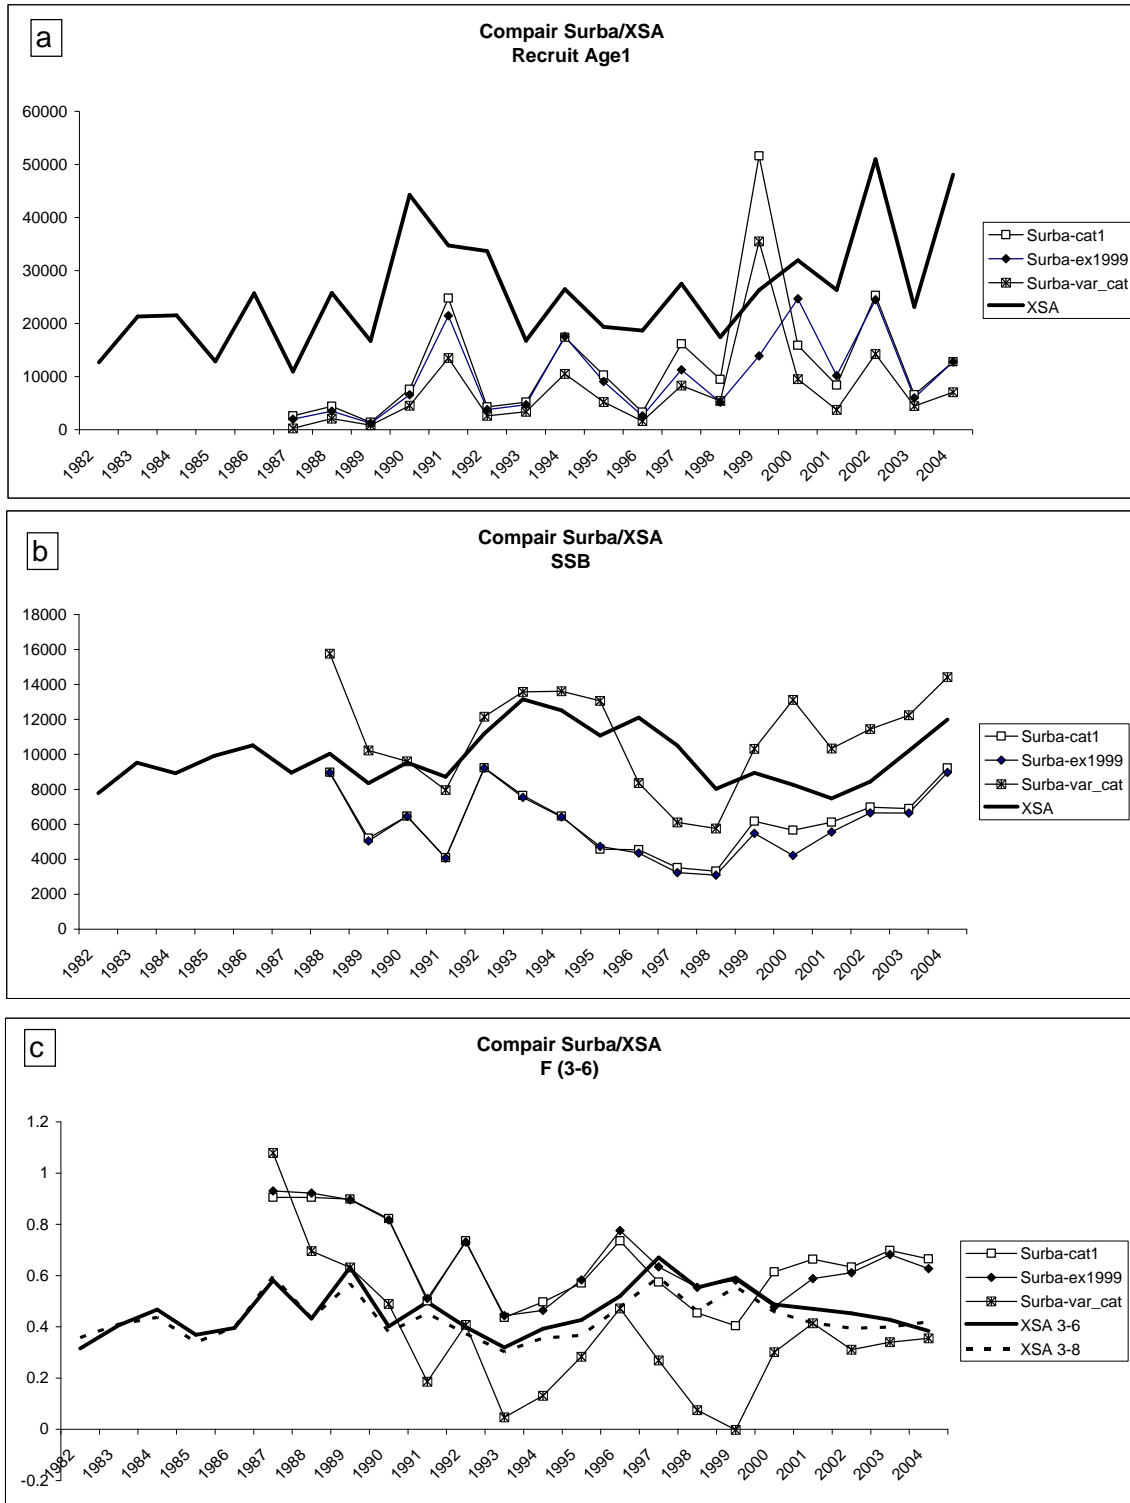 a
Compair Surba/XSA
Recruit Age1
60000
50000
40000
30000
20000
10000
0
1982 1983 1984 1985 1986 1987 1988 1989 1990 1991 1992 1993 1994 1995 1996 1997 1998 1999 2000 2001 2002 2003 2004
Surba-cat1
Surba-ex1999
Surba-var_cat
XSA
b
Compair Surba/XSA
SSB
18000
16000
14000
12000
10000
8000
6000
4000
2000
0
1982 1983 1984 1985 1986 1987 1988 1989 1990 1991 1992 1993 1994 1995 1996 1997 1998 1999 2000 2001 2002 2003 2004
Surba-cat1
Surba-ex1999
Surba-var_cat
XSA
c
Compair Surba/XSA
F (3-6)
1.2
1
0.8
0.6
0.4
0.2
0
-0.2
1982 1983 1984 1985 1986 1987 1988 1989 1990 1991 1992 1993 1994 1995 1996 1997 1998 1999 2000 2001 2002 2003 2004
Surba-cat1
Surba-ex1999
Surba-var_cat
XSA 3-6
XSA 3-8